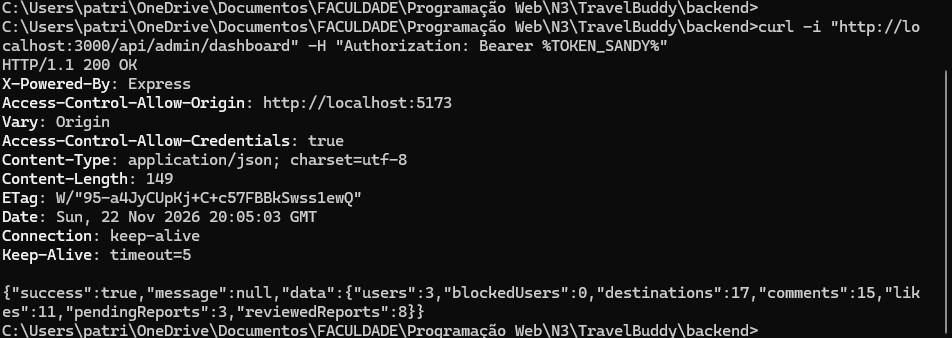 C:\Users\patri\OneDrive\Documentos\FACULDADE\Programação Web\N3\TravelBuddy\backend>
C:\Users\patri\OneDrive\Documentos\FACULDADE\Programação Web\N3\TravelBuddy\backend>curl -i "http://lo
calhost:3000/api/admin/dashboard" -H "Authorization: Bearer %TOKEN_SANDY%"
HTTP/1.1 200 OK
X-Powered-By: Express
Access-Control-Allow-Origin: http://localhost:5173
Vary: Origin
Access-Control-Allow-Credentials: true
Content-Type: application/json; charset=utf-8
Content-Length: 149
ETag: W/"95-a4JyCUpKj+C+c57FBBkSwss1ewQ"
Date: Sun, 22 Nov 2026 20:05:03 GMT
Connection: keep-alive
Keep-Alive: timeout=5

{"success":true,"message":null,"data":{"users":3,"blockedUsers":0,"destinations":17,"comments":15,"lik
es":11,"pendingReports":3,"reviewedReports":8}}
C:\Users\patri\OneDrive\Documentos\FACULDADE\Programação Web\N3\TravelBuddy\backend>